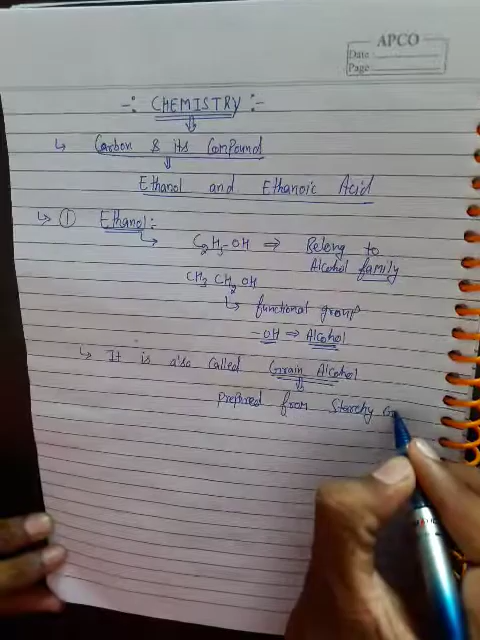 APCO
Date
Page
-: CHEMISTRY :-
↳ Carbon & Its Compound
Ethanol and Ethanoic Acid
↳ ① Ethanol:
↳ C2H5-OH ⇒ Releng to
Alcohol family
CH3 CH2 OH
↳ functional group
-OH ⇒ Alcohol
↳ It is also called Grain Alcohol
prepared from Starchy